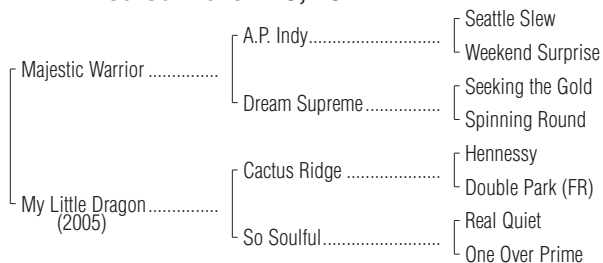 Seattle Slew
A.P. Indy
Weekend Surprise
Majestic Warrior
Seeking the Gold
Dream Supreme
Spinning Round
Hennessy
Cactus Ridge
Double Park (FR)
My Little Dragon
(2005)
Real Quiet
So Soulful
One Over Prime